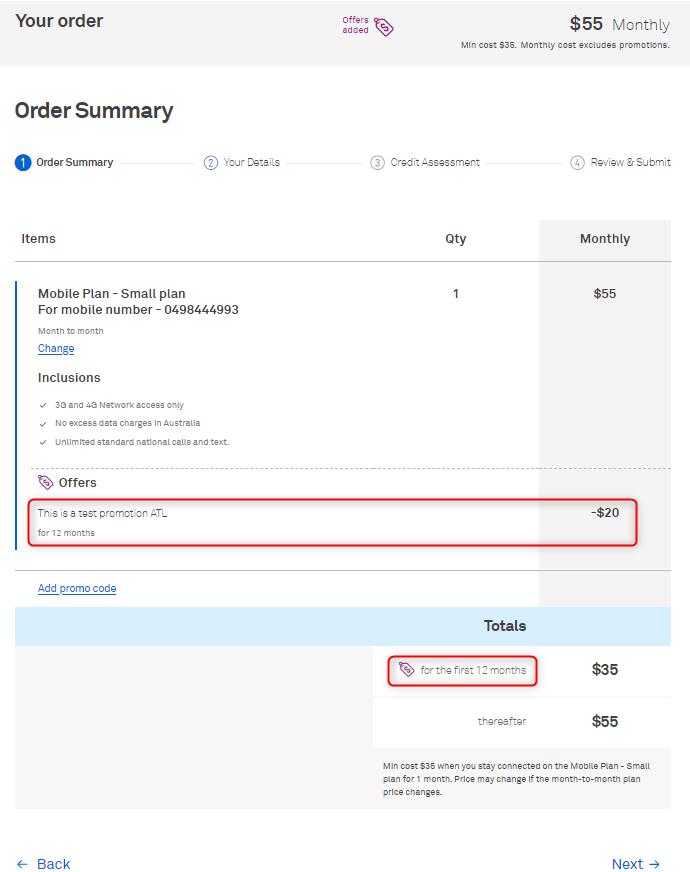 Your order
Offers added
$55 Monthly
Min cost $35. Monthly cost excludes promotions.
Order Summary
1 Order Summary
2 Your Details
3 Credit Assessment
4 Review & Submit
Items Qty Monthly
Mobile Plan - Small plan 1 $55
For mobile number - 0498444993
Month to month
Change
Inclusions
3G and 4G Network access only
No excess data charges in Australia
Unlimited standard national calls and text.
Offers
This is a test promotion ATL -$20
for 12 months
Add promo code
Totals
for the first 12 months $35
thereafter $55
Min cost $35 when you stay connected on the Mobile Plan - Small
plan for 1 month. Price may change if the month-to-month plan
price changes.
← Back
Next →